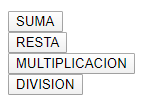 SUMA
RESTA
MULTIPLICACION
DIVISION